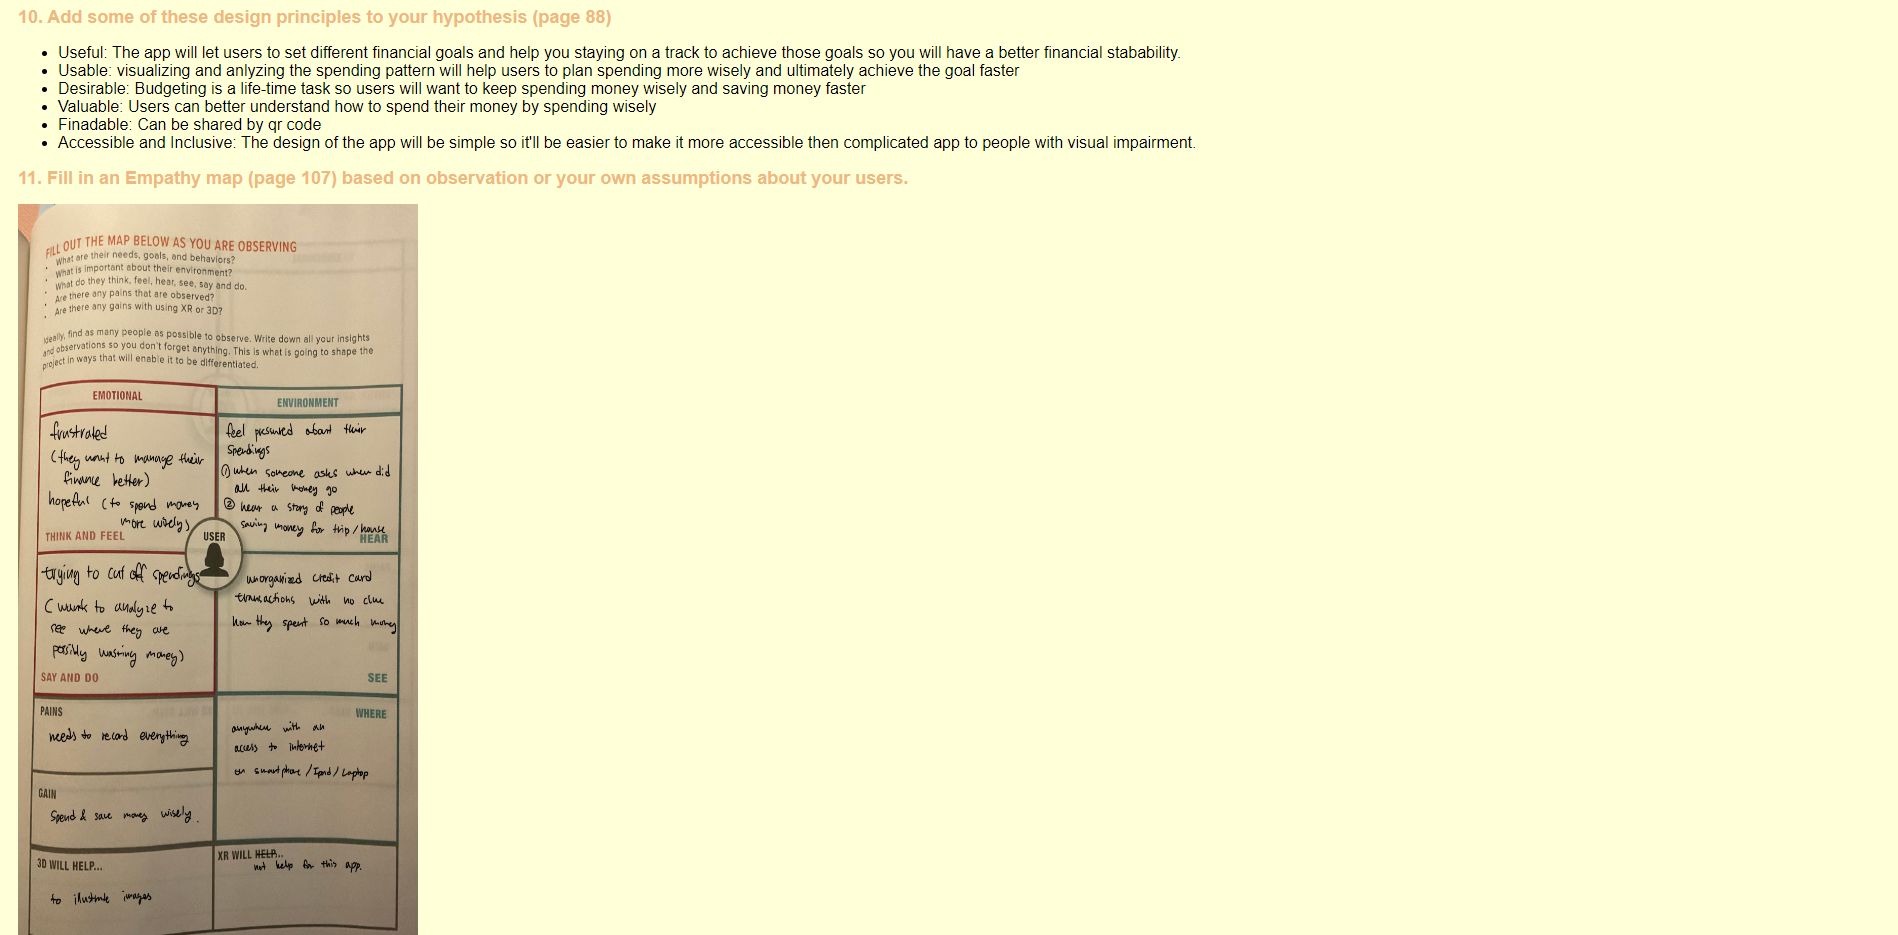 10. Add some of these design principles to your hypothesis (page 88)
Useful: The app will let users to set different financial goals and help you staying on a track to achieve those goals so you will have a better financial stabability.
Usable: visualizing and anlyzing the spending pattern will help users to plan spending more wisely and ultimately achieve the goal faster
Desirable: Budgeting is a life-time task so users will want to keep spending money wisely and saving money faster
Valuable: Users can better understand how to spend their money by spending wisely
Finadable: Can be shared by qr code
Accessible and Inclusive: The design of the app will be simple so it'll be easier to make it more accessible then complicated app to people with visual impairment.
11. Fill in an Empathy map (page 107) based on observation or your own assumptions about your users.
FILL OUT THE MAP BELOW AS YOU ARE OBSERVING
What are their needs, goals, and behaviors?
What is important about their environment?
What do they think, feel, hear, see, say and do.
Are there any pains that are observed?
Are there any gains with using XR or 3D?
Ideally, find as many people as possible to observe. Write down all your insights
and observations so you don't forget anything. This is what is going to shape the
project in ways that will enable it to be differentiated.
EMOTIONAL
frustrated
(they want to manage their
finance better)
hopeful (to spend money
more wisely)
THINK AND FEEL
ENVIRONMENT
feel about their
Spendings
① when someone asks when did
all their money go
② hear a story of people
saving money for trip / house
HEAR
USER
trying to cut off spendings
(want to analyze to
see where they are
possibly wasting money)
SAY AND DO
unorganized credit card
transactions with no clue
how they spent so much money
SEE
PAINS
needs to record everything
WHERE
anywhere with an
access to internet
on smartphone / Ipad / Laptop
GAIN
Spend & save money wisely.
3D WILL HELP...
to illustrate images
XR WILL HELP...
not help for this app.